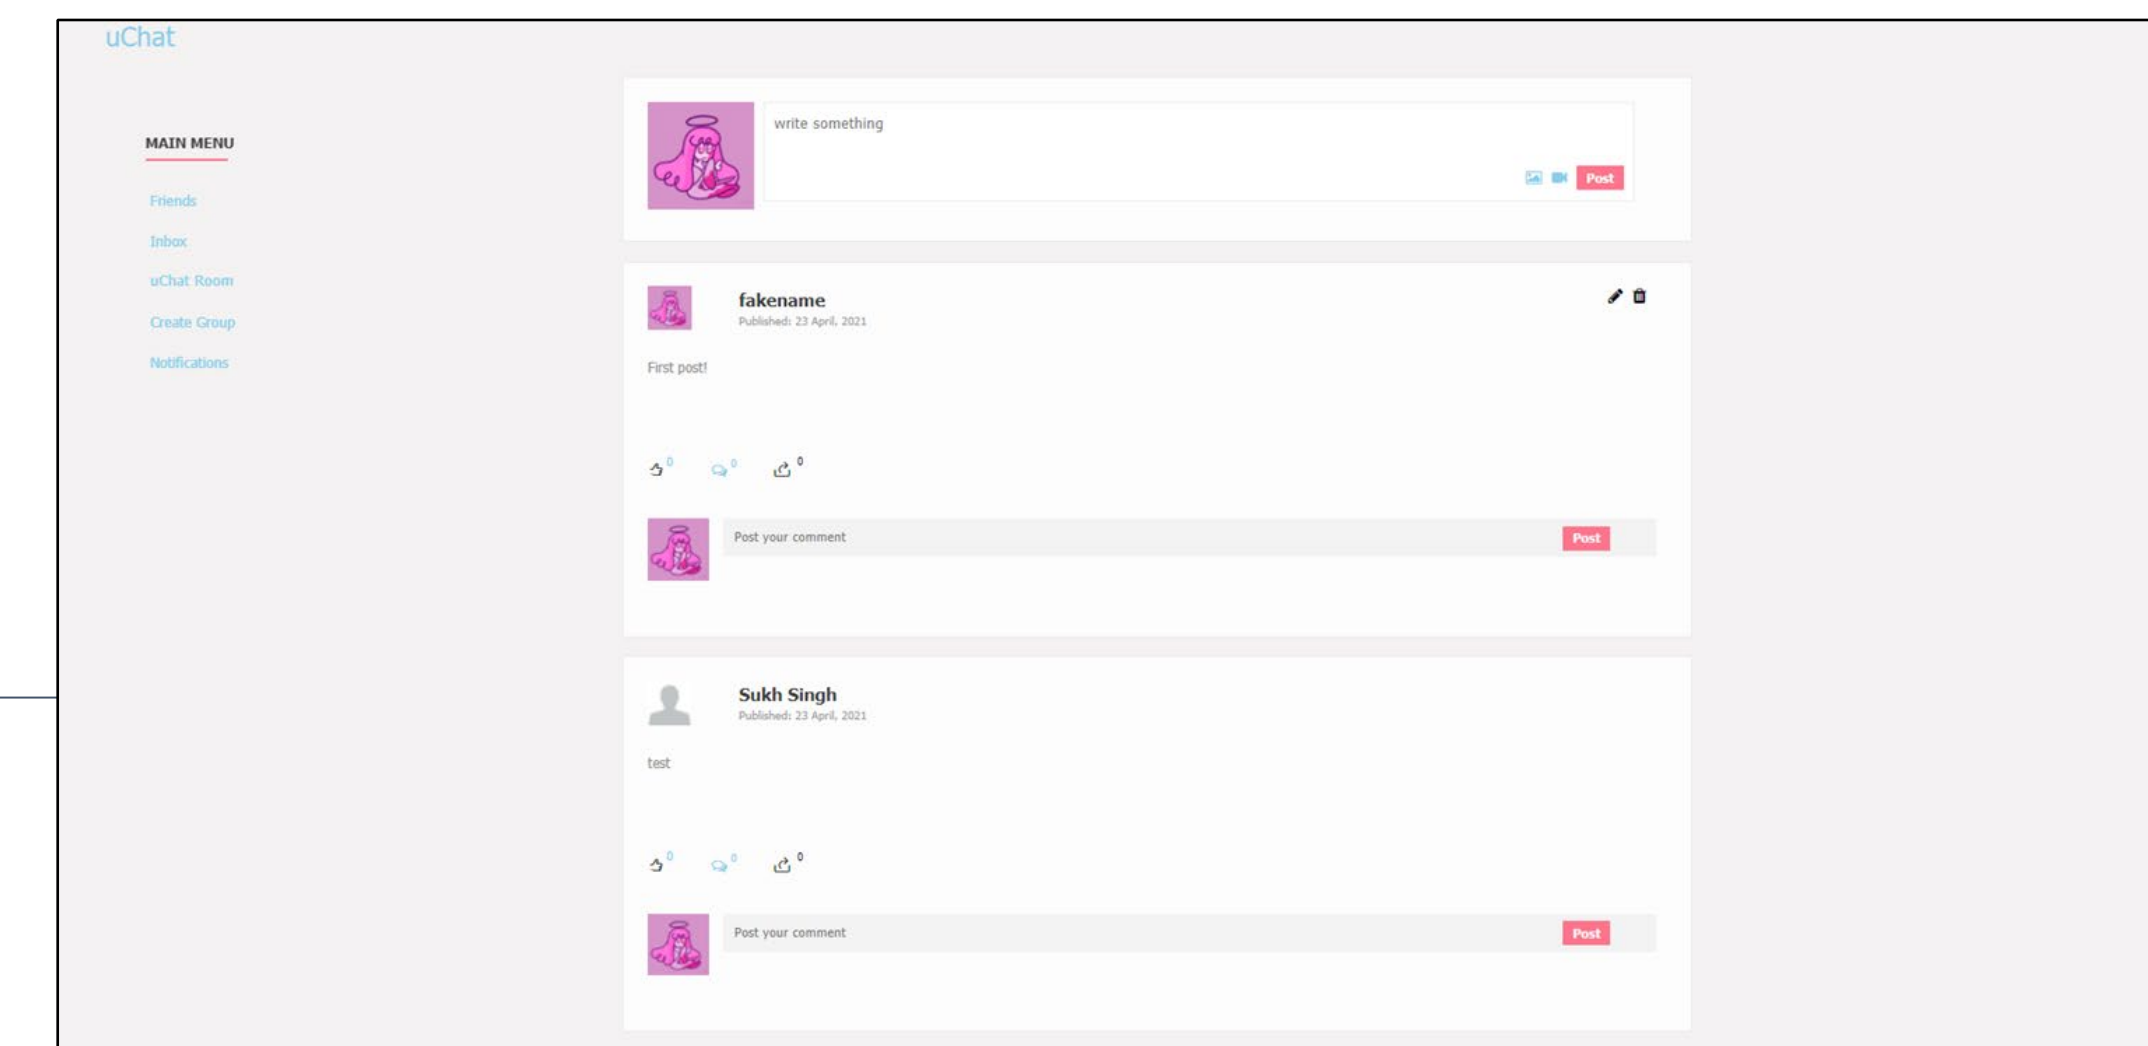 uChat
MAIN MENU
Friends
Inbox
uChat Room
Create Group
Notifications
write something
Post
fakename
Published: 23 April, 2021
First post!
0 0 0
Post your comment Post
Sukh Singh
Published: 23 April, 2021
test
0 0 0
Post your comment Post